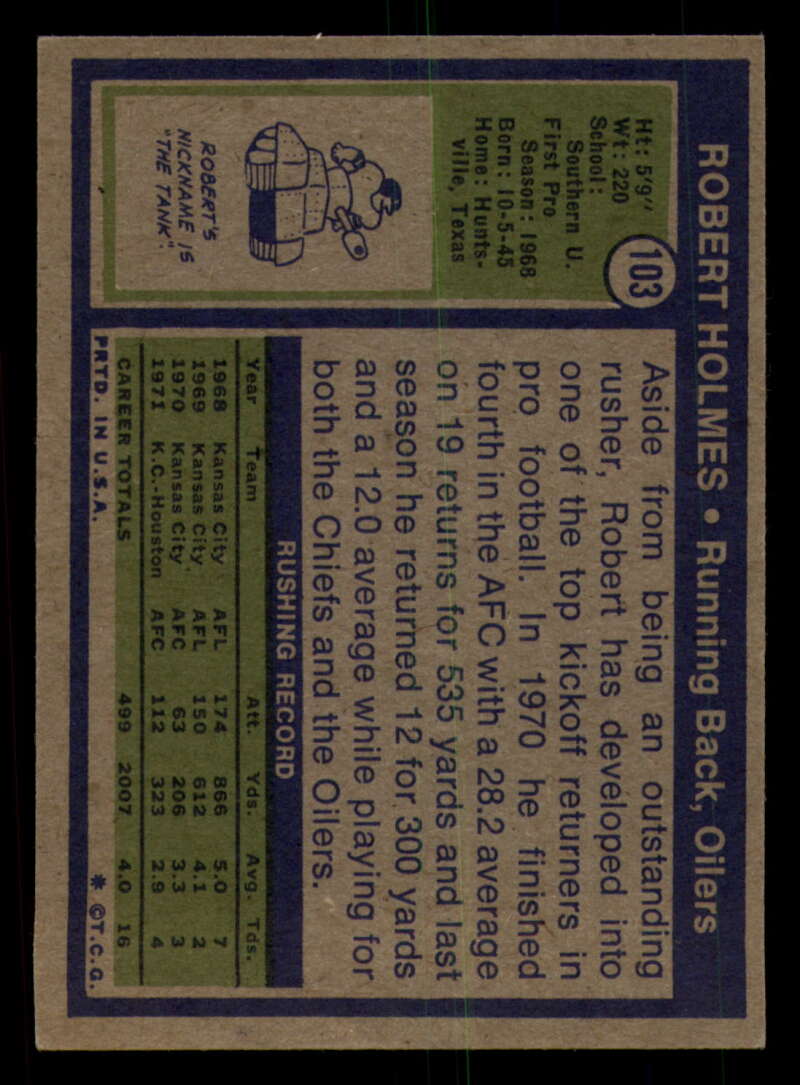 ROBERT HOLMES • Running Back, Oilers
103
Ht: 5'9"
Wt: 220
School:
Southern U.
First Pro
Season: 1968
Born: 10-5-45
Home: Hunts-
ville, Texas
ROBERT'S
NICKNAME IS
"THE TANK".
Aside from being an outstanding
rusher, Robert has developed into
one of the top kickoff returners in
pro football. In 1970 he finished
fourth in the AFC with a 28.2 average
on 19 returns for 535 yards and last
season he returned 12 for 300 yards
and a 12.0 average while playing for
both the Chiefs and the Oilers.
RUSHING RECORD
Year Team Att. Yds. Avg. Tds.
1968 Kansas City AFL 174 866 5.0 7
1969 Kansas City AFL 150 612 4.1 2
1970 Kansas City AFC 63 206 3.3 3
1971 K.C.-Houston AFC 112 323 2.9 4
CAREER TOTALS 499 2007 4.0 16
PRTD. IN U.S.A. * ©T.C.G.